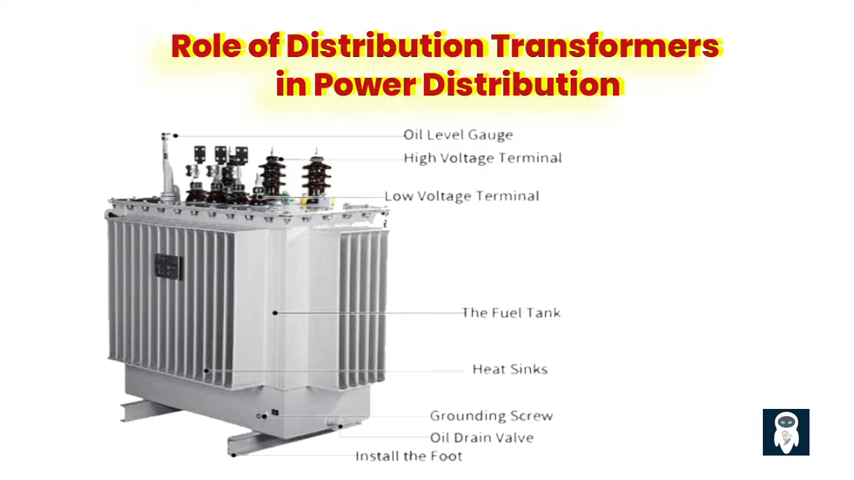 Role of Distribution Transformers
in Power Distribution
Oil Level Gauge
High Voltage Terminal
Low Voltage Terminal
The Fuel Tank
Heat Sinks
Grounding Screw
Oil Drain Valve
Install the Foot